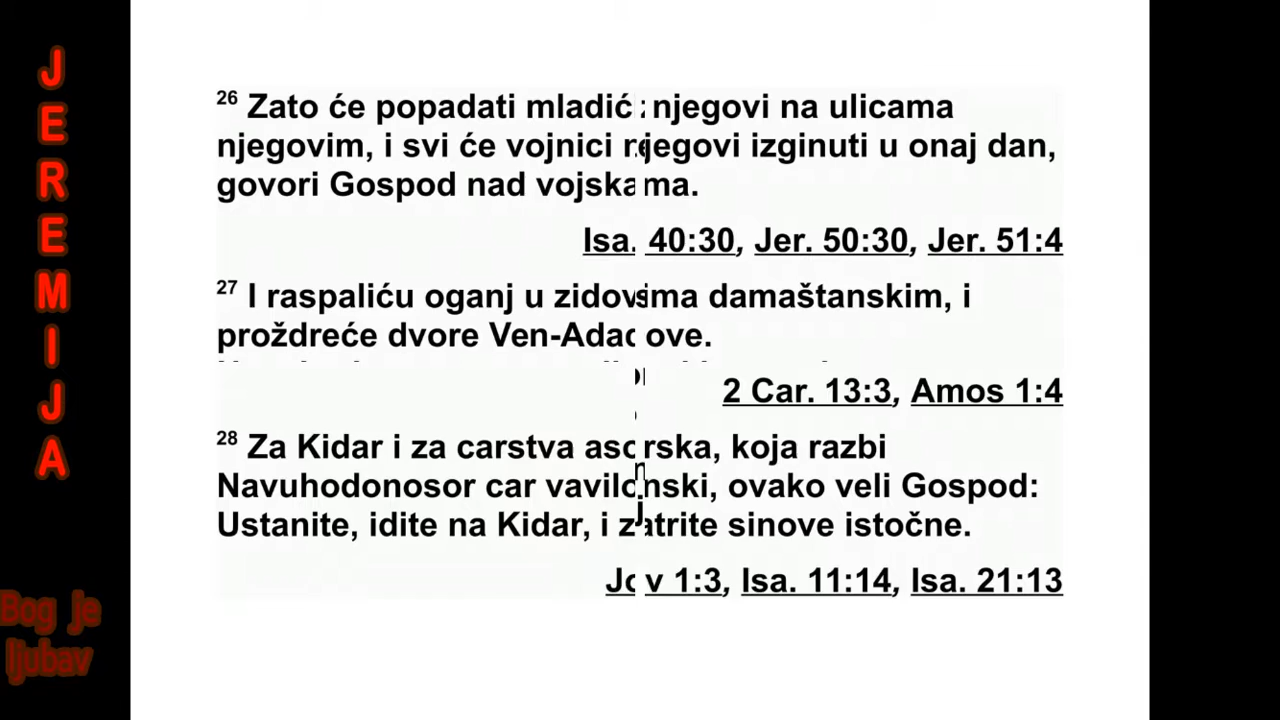 JEREMIJA
26 Zato će popadati mladići njegovi na ulicama
njegovim, i svi će vojnici njegovi izginuti u onaj dan,
govori Gospod nad vojskama.
Isa. 40:30, Jer. 50:30, Jer. 51:4
27 I raspaliću oganj u zidovima damaštanskim, i
proždreće dvore Ven-Adadove.
2 Car. 13:3, Amos 1:4
28 Za Kidar i za carstva asorska, koja razbi
Navuhodonosor car vavilonski, ovako veli Gospod:
Ustanite, idite na Kidar, i zatrite sinove istočne.
Jov 1:3, Isa. 11:14, Isa. 21:13
Bog je
ljubav